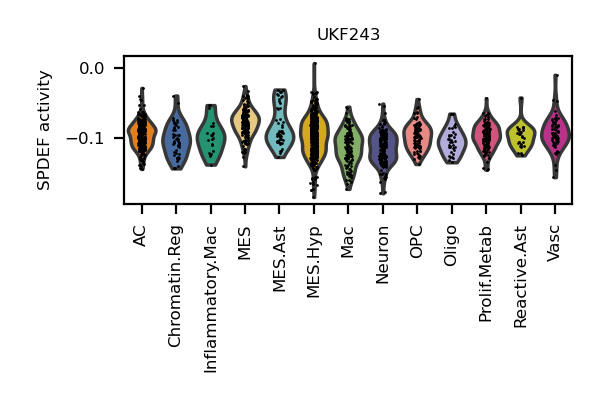 UKF243
SPDEF activity
0.0
−0.1
AC
Chromatin.Reg
Inflammatory.Mac
MES
MES.Ast
MES.Hyp
Mac
Neuron
OPC
Oligo
Prolif.Metab
Reactive.Ast
Vasc